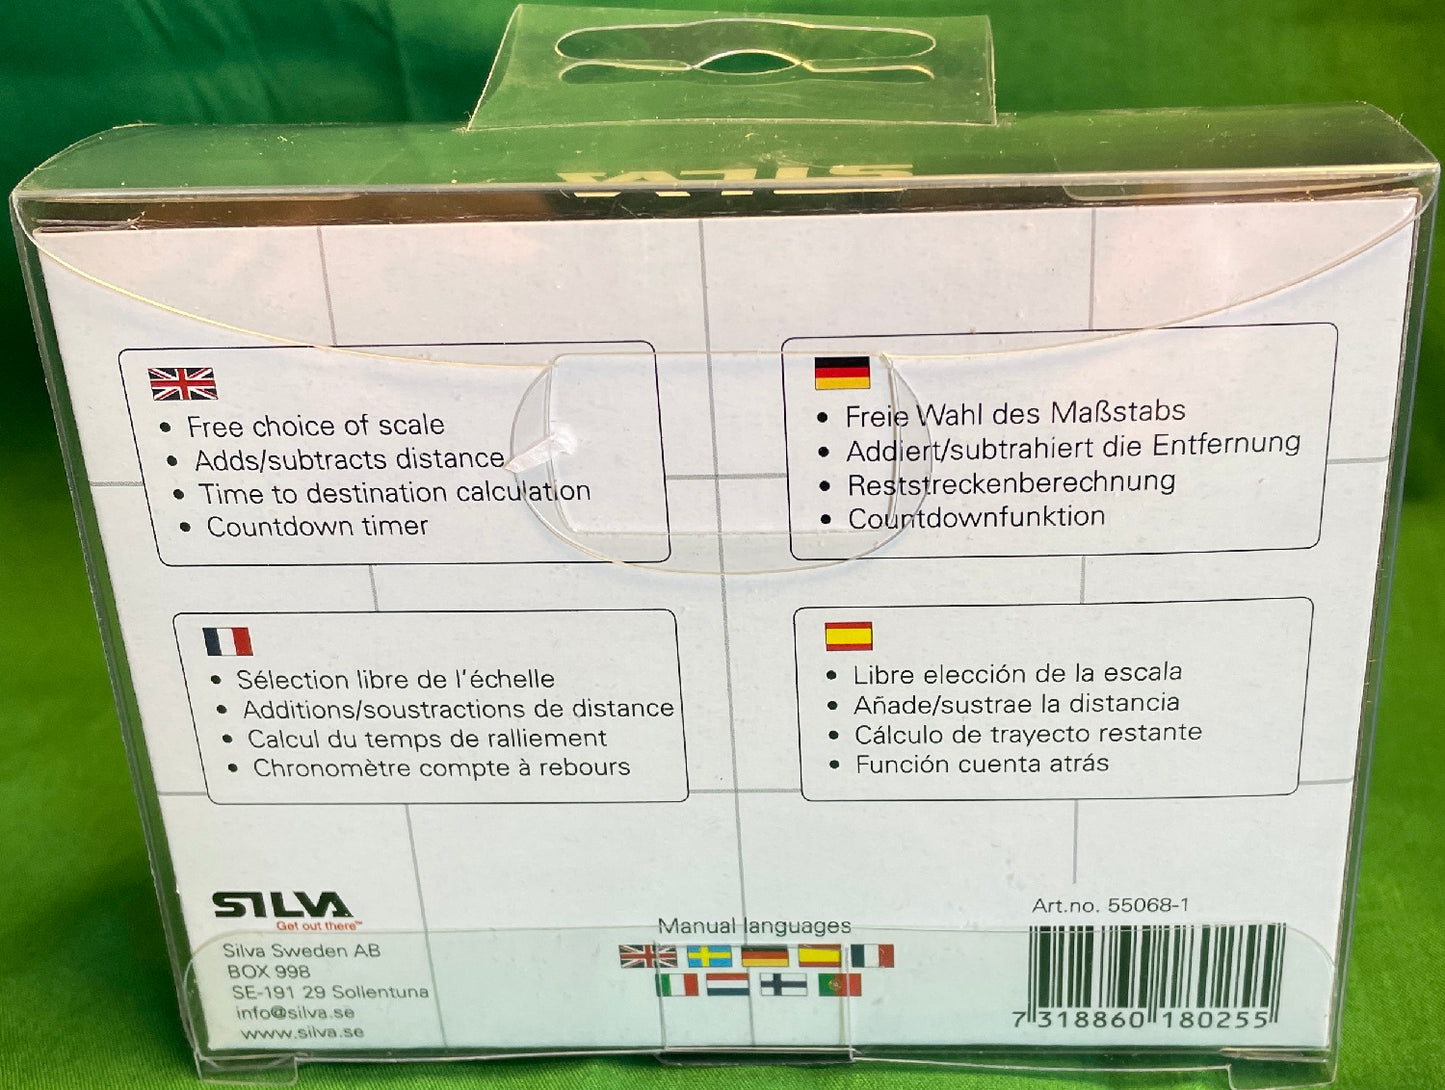 SILVA
• Free choice of scale
• Adds/subtracts distance
• Time to destination calculation
• Countdown timer
• Freie Wahl des Maßstabs
• Addiert/subtrahiert die Entfernung
• Reststreckenberechnung
• Countdownfunktion
• Sélection libre de l'échelle
• Additions/soustractions de distance
• Calcul du temps de ralliement
• Chronomètre compte à rebours
• Libre elección de la escala
• Añade/sustrae la distancia
• Cálculo de trayecto restante
• Función cuenta atrás
SILVA
Get out there™
Silva Sweden AB
BOX 998
SE-191 29 Sollentuna
info@silva.se
www.silva.se
Manual languages
Art.no. 55068-1
7 318860 180255